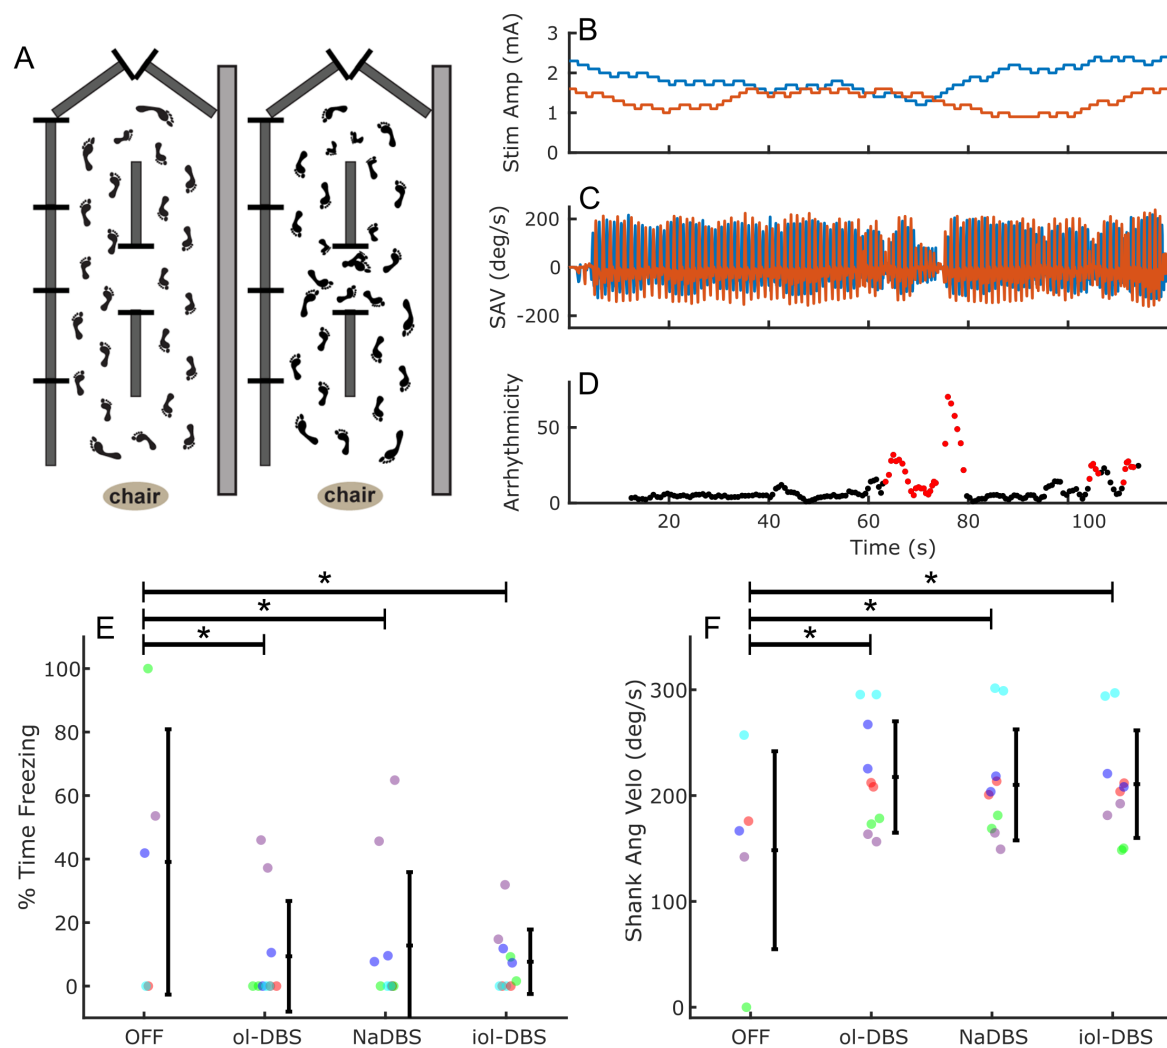 A
chair
chair
B
Stim Amp (mA)
3
2
1
0
C
SAV (deg/s)
200
0
-200
D
Arrhythmicity
50
0
20 40 60 80 100
Time (s)
* * *
E
% Time Freezing
100
80
60
40
20
0
OFF ol-DBS NaDBS iol-DBS
* * *
F
Shank Ang Velo (deg/s)
300
200
100
0
OFF ol-DBS NaDBS iol-DBS